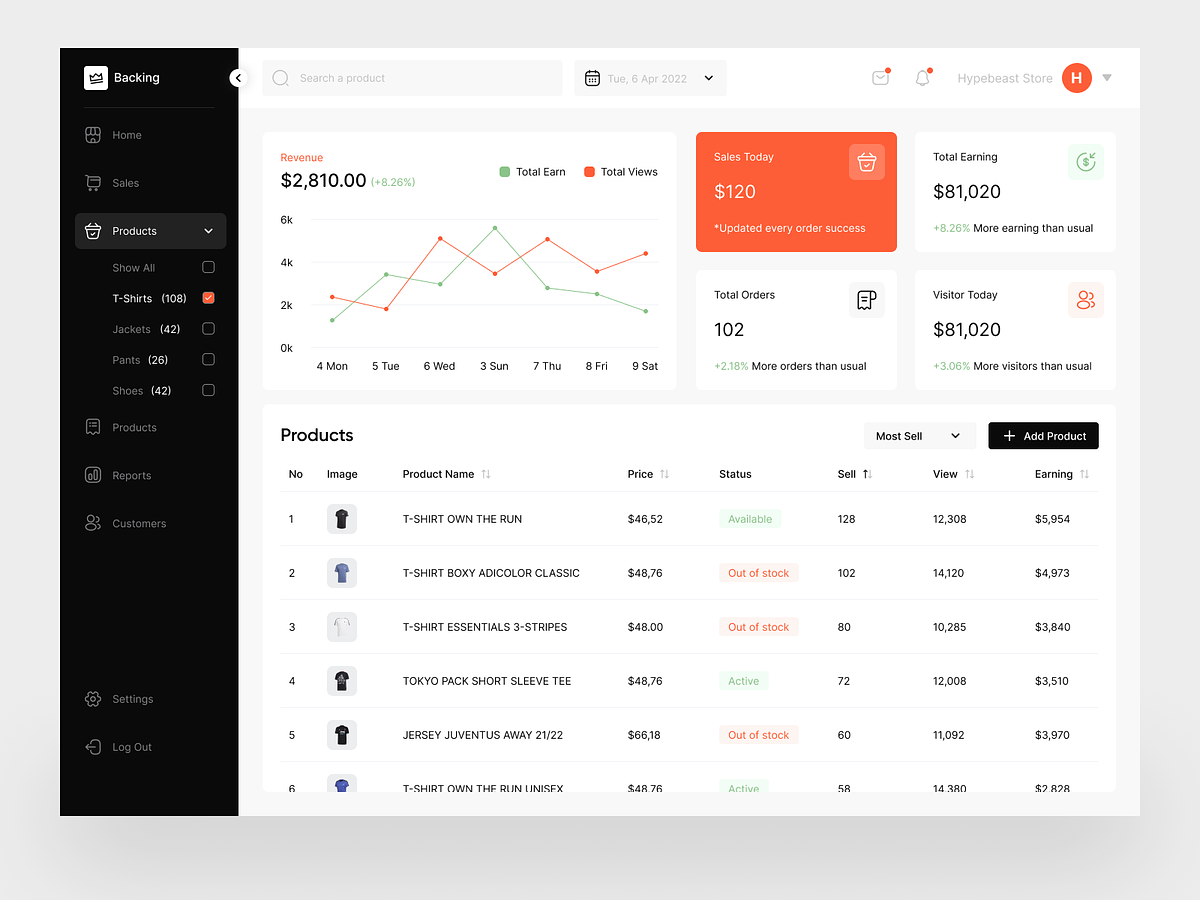 Backing
Home
Sales
Products
Show All
T-Shirts (108)
Jackets (42)
Pants (26)
Shoes (42)
Products
Reports
Customers
Settings
Log Out
Search a product
Tue, 6 Apr 2022
Hypebeast Store H
Revenue
$2,810.00 (+8.26%)
Total Earn Total Views
6k
4k
2k
0k
4 Mon 5 Tue 6 Wed 3 Sun 7 Thu 8 Fri 9 Sat
Sales Today
$120
*Updated every order success
Total Earning
$81,020
+8.26% More earning than usual
Total Orders
102
+2.18% More orders than usual
Visitor Today
$81,020
+3.06% More visitors than usual
Products
Most Sell
Add Product
No Image Product Name Price Status Sell View Earning
1 T-SHIRT OWN THE RUN $46,52 Available 128 12,308 $5,954
2 T-SHIRT BOXY ADICOLOR CLASSIC $48,76 Out of stock 102 14,120 $4,973
3 T-SHIRT ESSENTIALS 3-STRIPES $48.00 Out of stock 80 10,285 $3,840
4 TOKYO PACK SHORT SLEEVE TEE $48,76 Active 72 12,008 $3,510
5 JERSEY JUVENTUS AWAY 21/22 $66,18 Out of stock 60 11,092 $3,970
6 T-SHIRT OWN THE RUN UNISEX $48,76 Active 58 14,380 $2,828